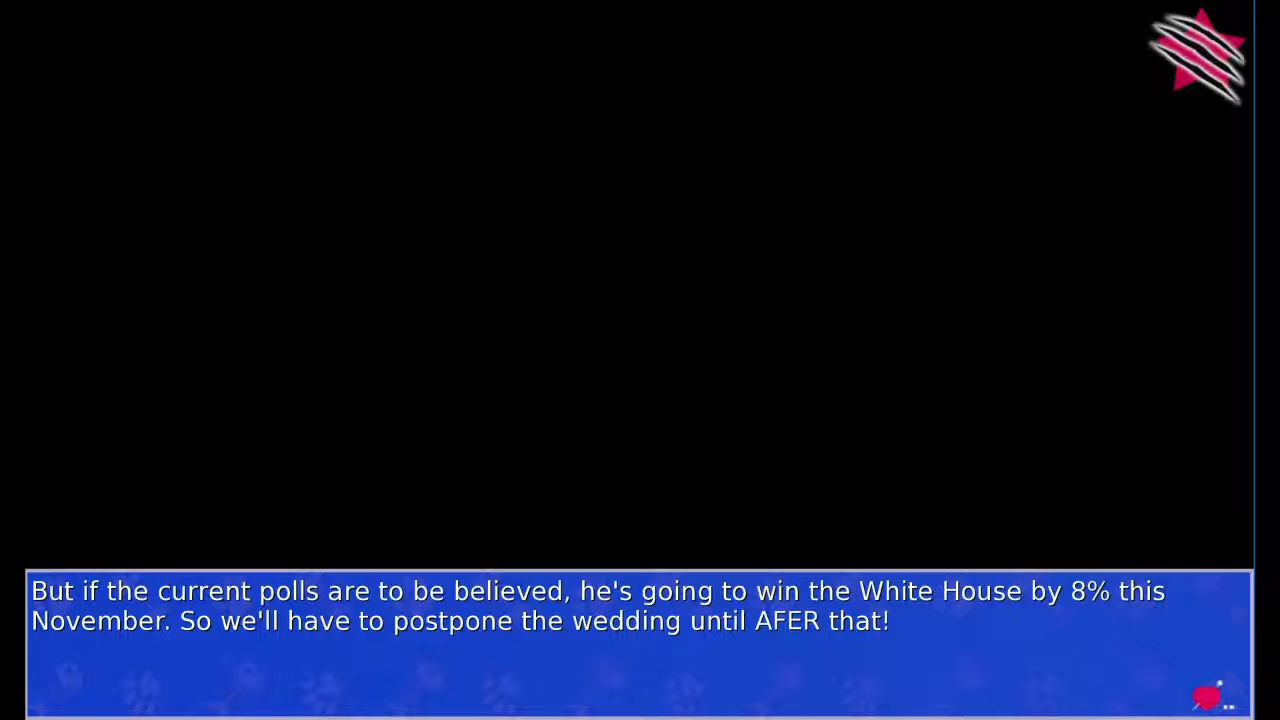 But if the current polls are to be believed, he's going to win the White House by 8% this
November. So we'll have to postpone the wedding until AFER that!